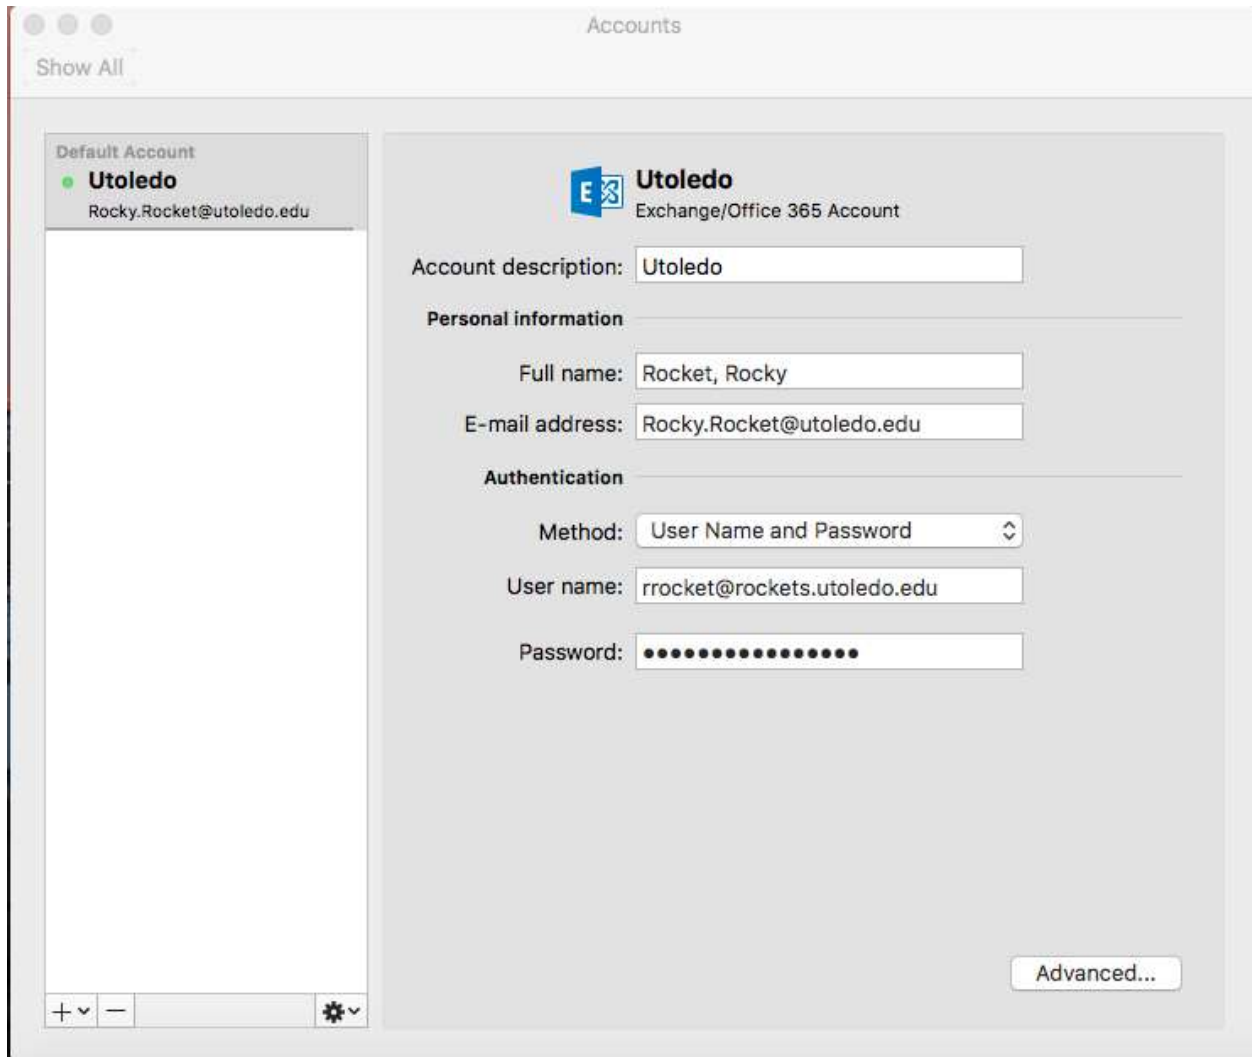 Accounts
Show All
Default Account
Utoledo
Rocky.Rocket@utoledo.edu
E
Utoledo
Exchange/Office 365 Account
Account description: Utoledo
Personal information
Full name: Rocket, Rocky
E-mail address: Rocky.Rocket@utoledo.edu
Authentication
Method: User Name and Password
User name: rrocket@rockets.utoledo.edu
Password: ••••••••••••••••
Advanced...